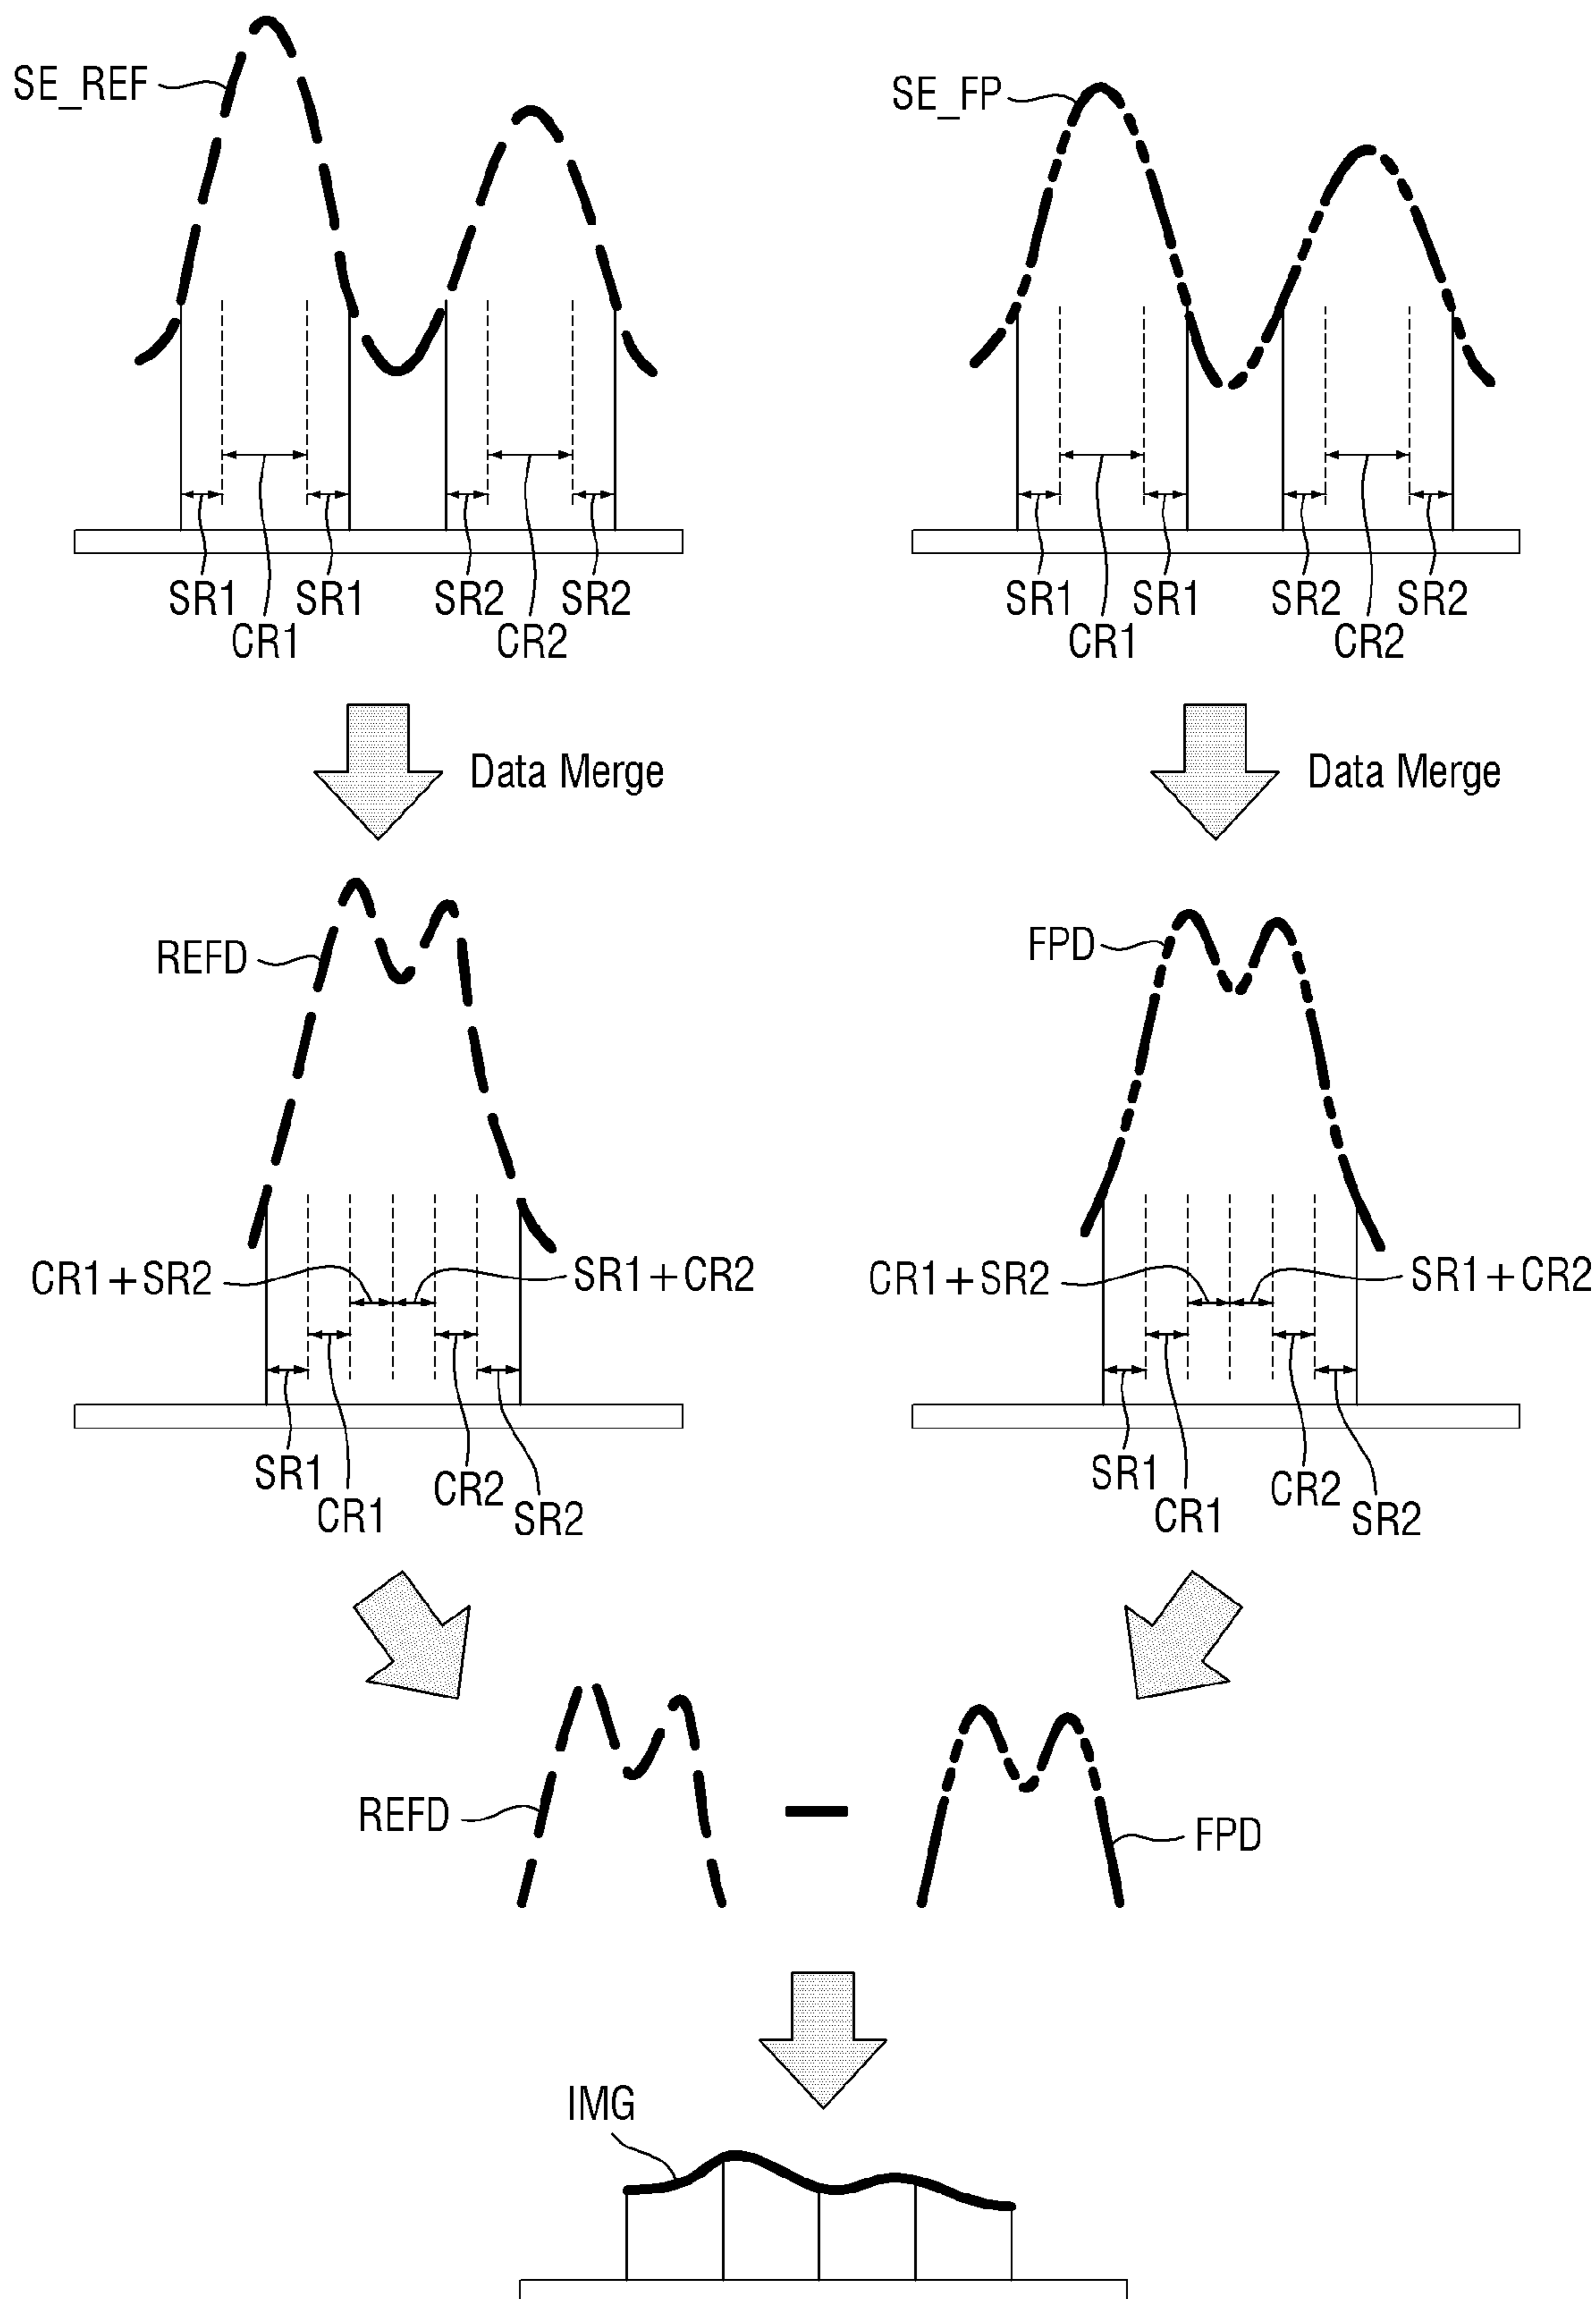 SE_REF
SE_FP
SR1 SR1 SR2 SR2
CR1 CR2
SR1 SR1 SR2 SR2
CR1 CR2
Data Merge
Data Merge
REFD
FPD
CR1+SR2
SR1+CR2
CR1+SR2
SR1+CR2
SR1
CR1
CR2
SR2
SR1
CR1
CR2
SR2
REFD
–
FPD
IMG